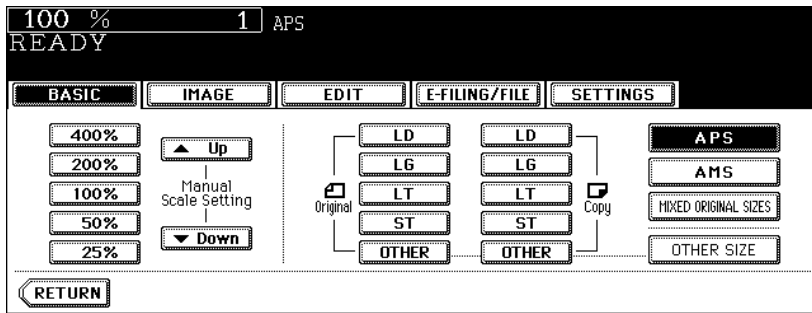 100 % 1 APS
READY
BASIC IMAGE EDIT E-FILING/FILE SETTINGS
400%
200%
100%
50%
25%
Up
Manual
Scale Setting
Down
Original
LD
LG
LT
ST
OTHER
LD
LG
LT
ST
OTHER
Copy
APS
AMS
MIXED ORIGINAL SIZES
OTHER SIZE
RETURN